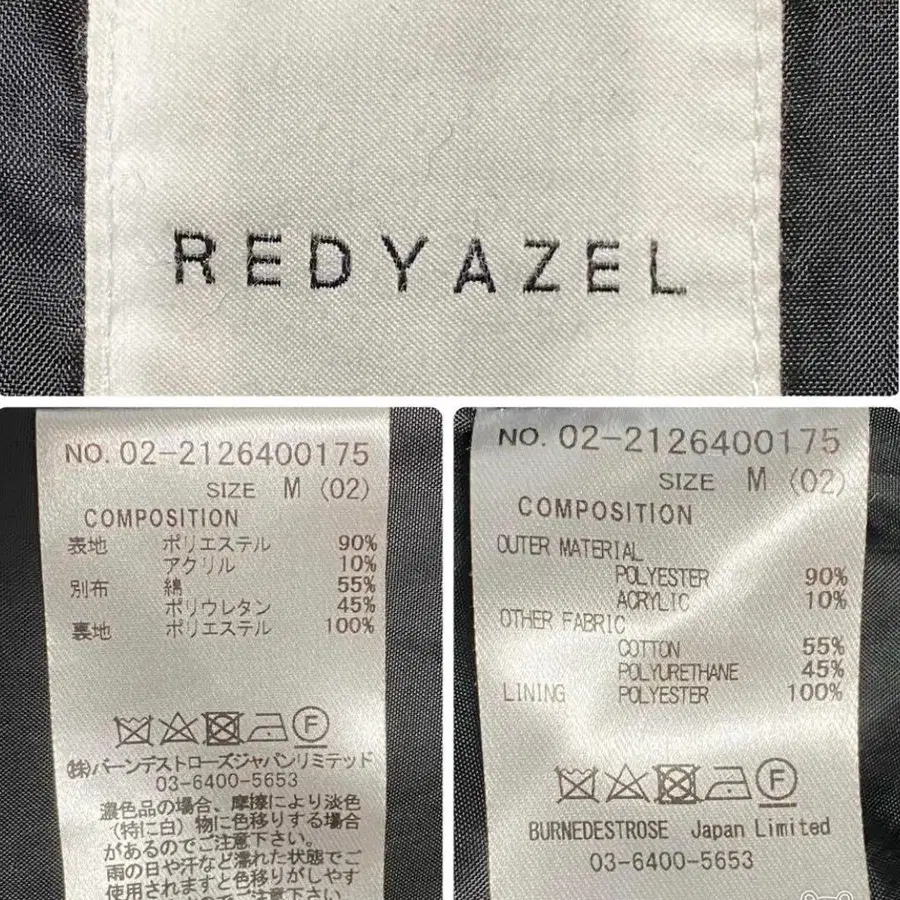 REDYAZEL
NO. 02-2126400175
SIZE M (02)
COMPOSITION
表地 ポリエステル 90%
アクリル 10%
別布 綿 55%
ポリウレタン 45%
裏地 ポリエステル 100%
F
(株)バーンデストローズジャパンリミテッド
03-6400-5653
濃色品の場合、摩擦により淡色
(特に白)物に色移りする場合
があるのでご注意下さい。
雨の日や汗など濡れた状態でご
使用されますと色移りがしやす
NO. 02-2126400175
SIZE M (02)
COMPOSITION
OUTER MATERIAL
POLYESTER 90%
ACRYLIC 10%
OTHER FABRIC
COTTON 55%
POLYURETHANE 45%
LINING POLYESTER 100%
F
BURNEDESTROSE Japan Limited
03-6400-5653